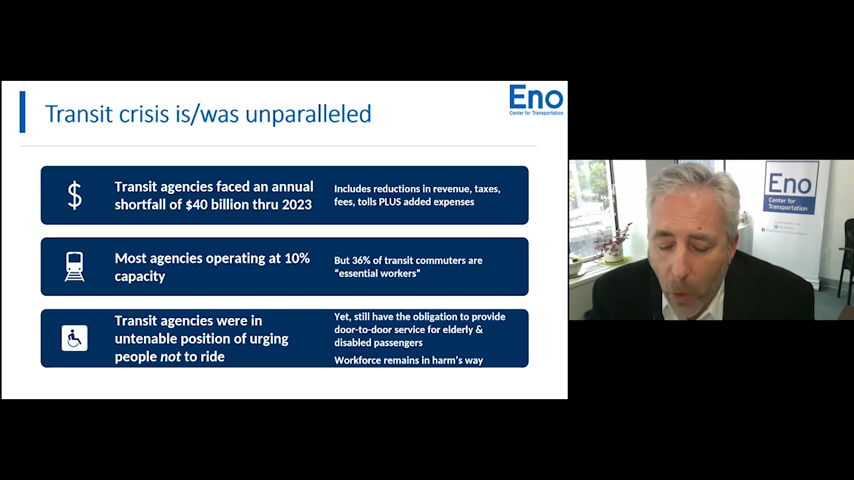 Transit crisis is/was unparalleled
Eno
Center for Transportation
$
Transit agencies faced an annual
shortfall of $40 billion thru 2023
Includes reductions in revenue, taxes,
fees, tolls PLUS added expenses
Most agencies operating at 10%
capacity
But 36% of transit commuters are
“essential workers”
Transit agencies were in
untenable position of urging
people not to ride
Yet, still have the obligation to provide
door-to-door service for elderly &
disabled passengers
Workforce remains in harm’s way
Eno
Center for
Transportation